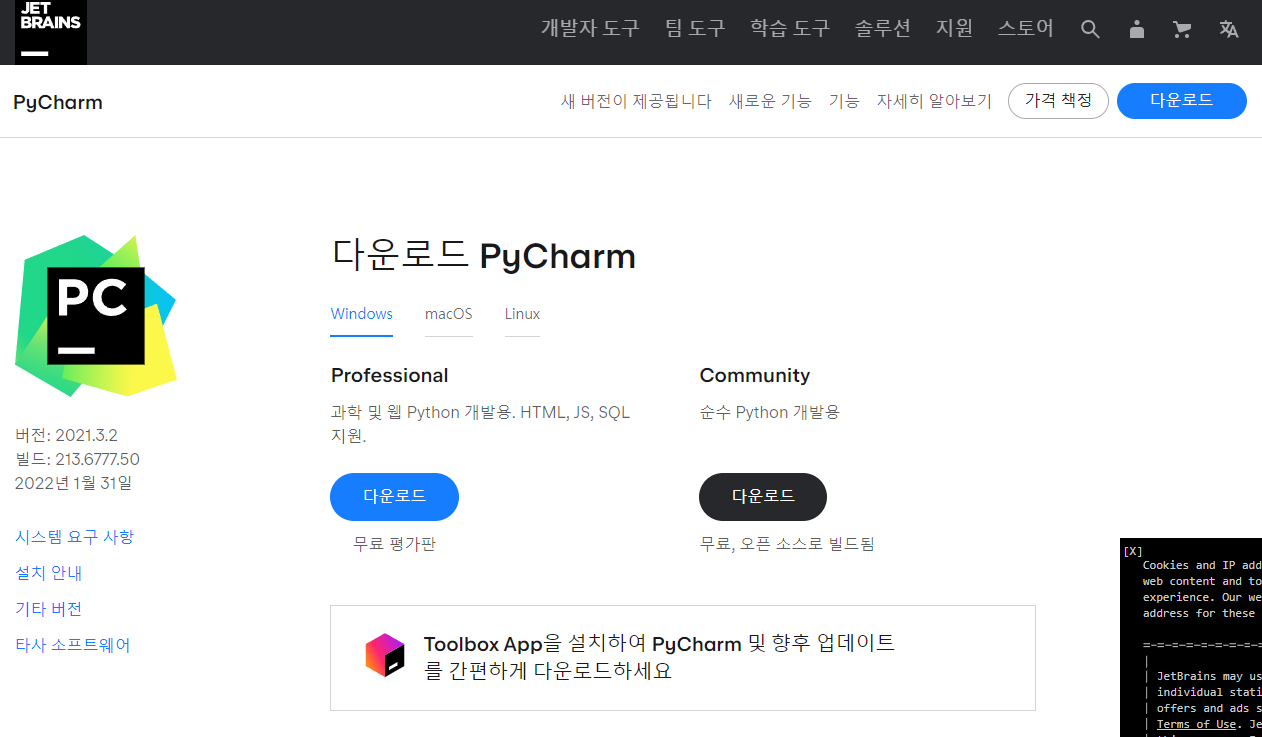 JET
BRAINS
개발자 도구 팀 도구 학습 도구 솔루션 지원 스토어
PyCharm
새 버전이 제공됩니다 새로운 기능 기능 자세히 알아보기 가격 책정 다운로드
PC
버전: 2021.3.2
빌드: 213.6777.50
2022년 1월 31일
시스템 요구 사항
설치 안내
기타 버전
타사 소프트웨어
다운로드 PyCharm
Windows macOS Linux
Professional
과학 및 웹 Python 개발용. HTML, JS, SQL
지원.
다운로드
무료 평가판
Community
순수 Python 개발용
다운로드
무료, 오픈 소스로 빌드됨
Toolbox App을 설치하여 PyCharm 및 향후 업데이트
를 간편하게 다운로드하세요
[X]
Cookies and IP add
web content and to
experience. Our we
address for these
=-=-=-=-=-=-=-=-=
|
| JetBrains may us
| individual stati
| offers and ads s
| Terms of Use. Je